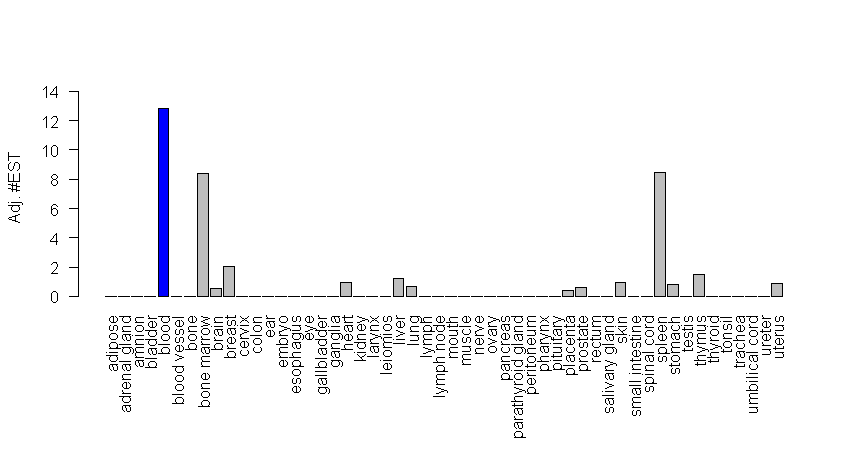 14
12
10
8
6
4
2
0
Adj. #EST
adipose
adrenal gland
amnion
bladder
blood
blood vessel
bone
bone marrow
brain
breast
cervix
colon
ear
embryo
esophagus
eye
gallbladder
ganglia
heart
kidney
larynx
leiomios
liver
lung
lymph
lymph node
mouth
muscle
nerve
ovary
pancreas
parathyroid gland
peritoneum
pharynx
pituitary
placenta
prostate
rectum
salivary gland
skin
small intestine
spinal cord
spleen
stomach
testis
thymus
thyroid
tonsil
trachea
umbilical cord
ureter
uterus